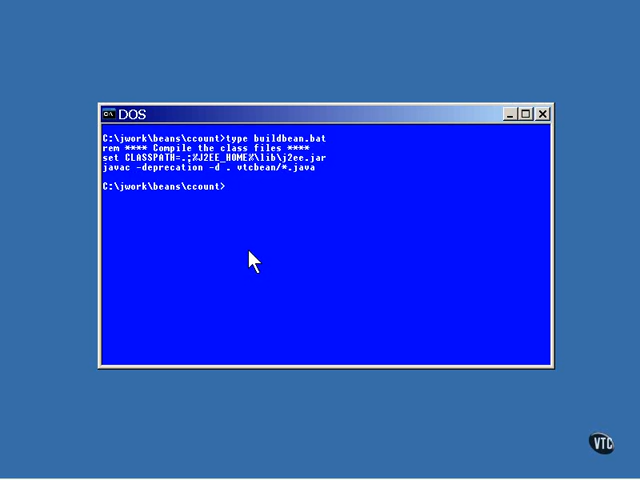 DOS
C:\jwork\beans\ccount>type buildbean.bat
rem **** Compile the class files ****
set CLASSPATH=.;%J2EE_HOME%\lib\j2ee.jar
javac -deprecation -d . vtcbean/*.java
C:\jwork\beans\ccount>
VTC